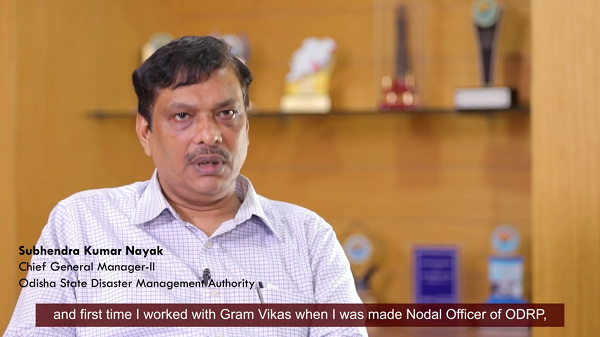 Subhendra Kumar Nayak
Chief General Manager-II
Odisha State Disaster Management Authority
and first time I worked with Gram Vikas when I was made Nodal Officer of ODRP,